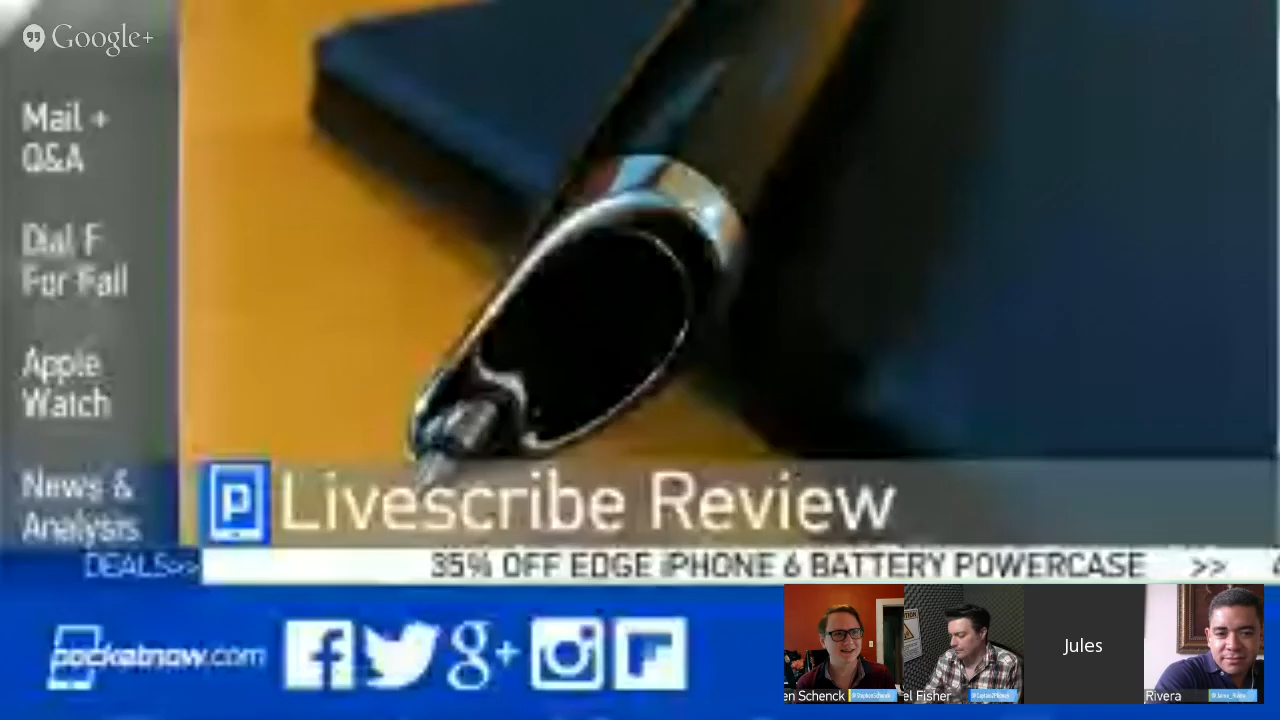 Google+
Mail +
Q&A
Dial F
For Fall
Apple
Watch
News &
Analysis
Livescribe Review
DEALS>>
35% OFF EDGE iPHONE 6 BATTERY POWERCASE >>
pocketnow.com
en Schenck
el Fisher
Jules
Rivera